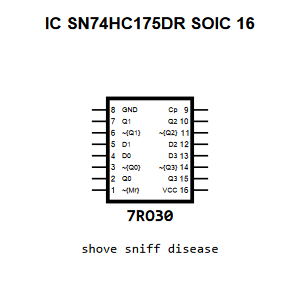 IC SN74HC175DR SOIC 16
8 GND Cp 9
7 Q1 Q2 10
6 ~{Q1} ~{Q2} 11
5 D1 D2 12
4 D0 D3 13
3 ~{Q0} ~{Q3} 14
2 Q0 Q3 15
1 ~{Mr} VCC 16
7R030
shove sniff disease